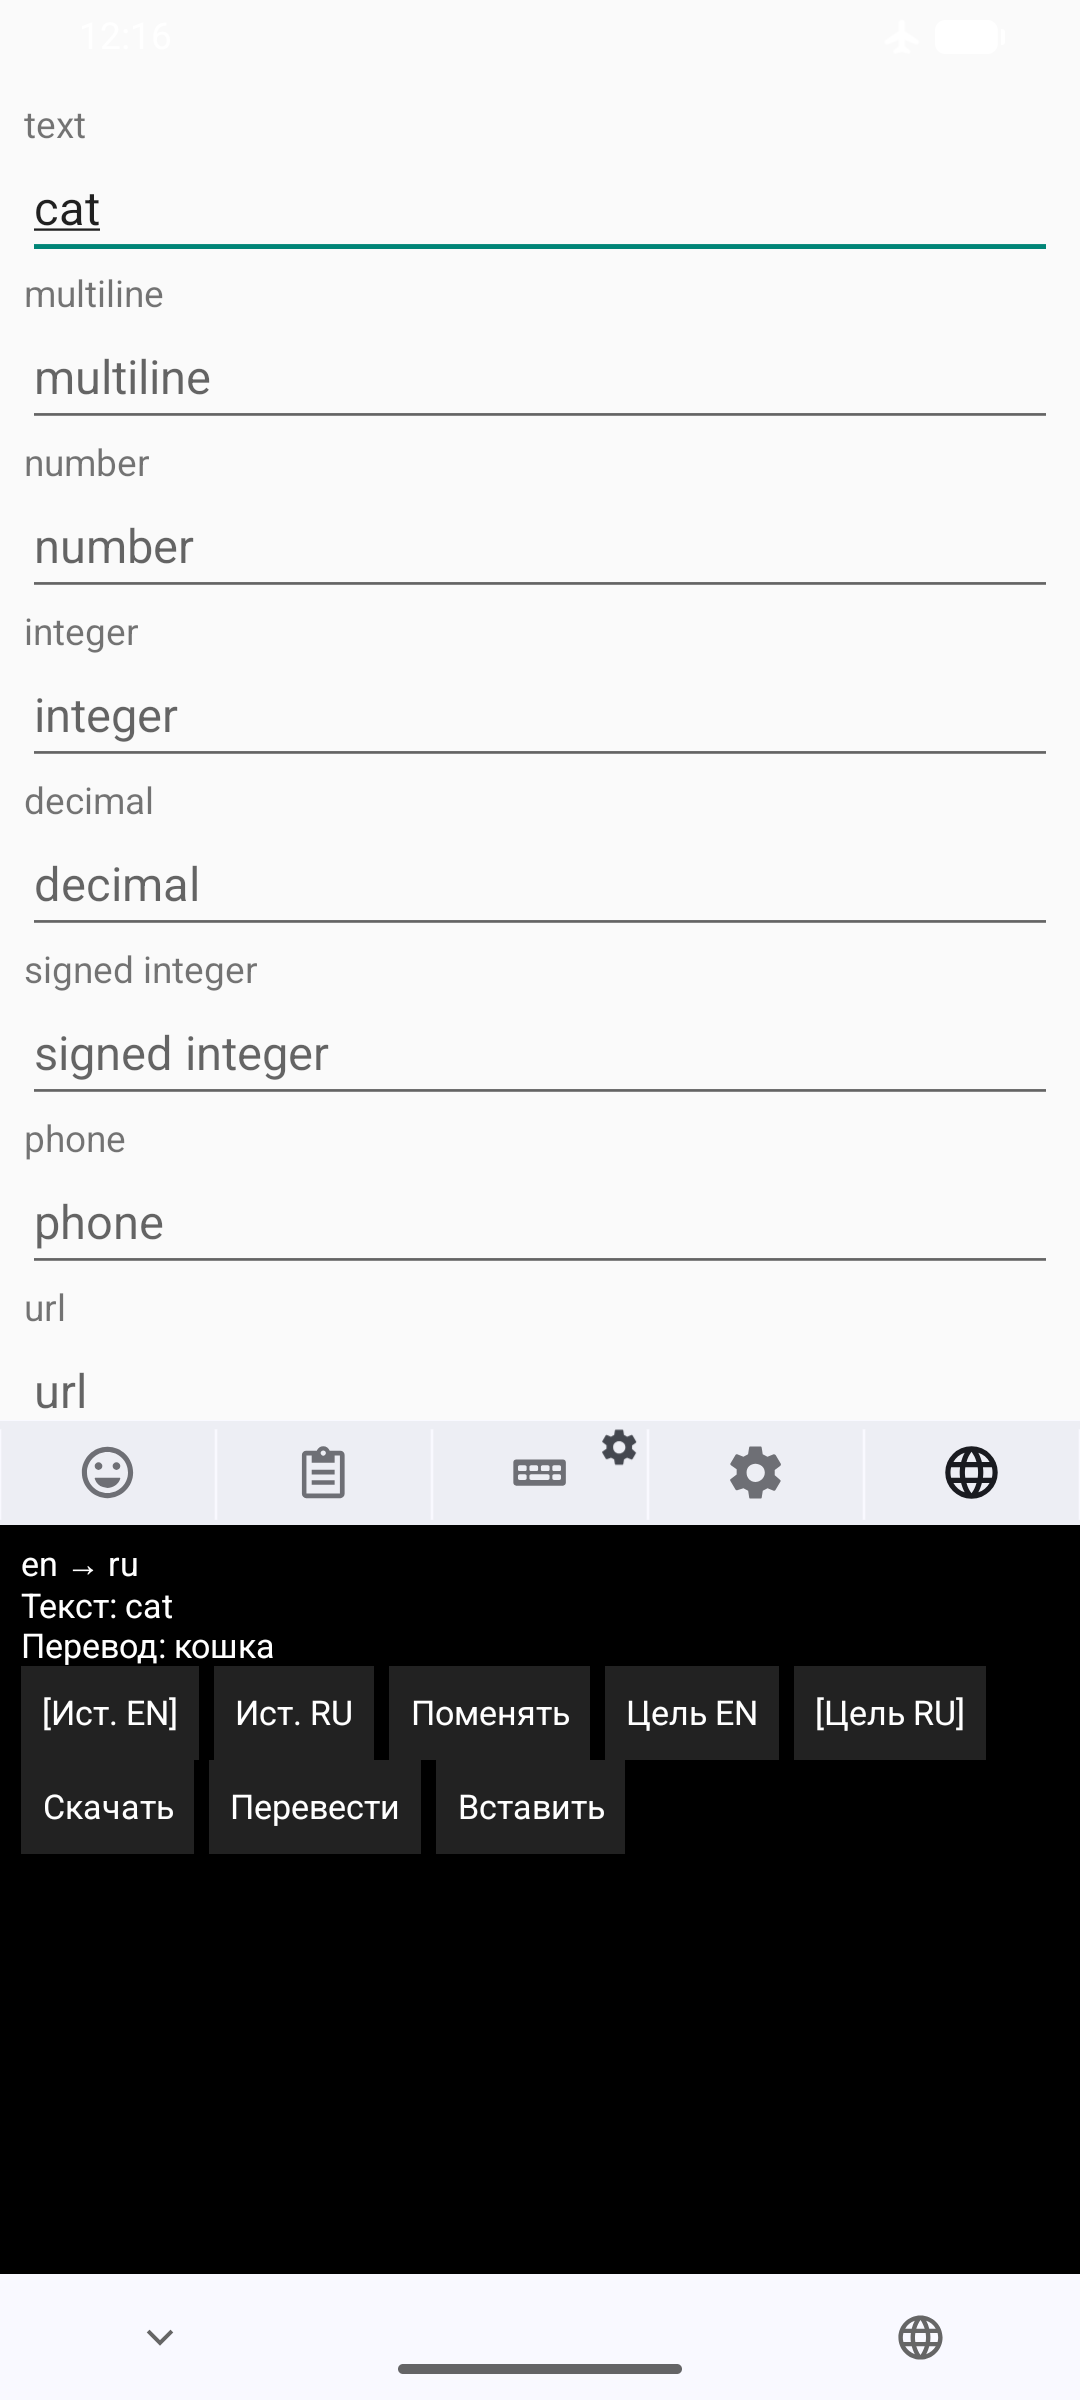 12:16
text
cat
multiline
multiline
number
number
integer
integer
decimal
decimal
signed integer
signed integer
phone
phone
url
url
en → ru
Текст: cat
Перевод: кошка
[Ист. EN] Ист. RU Поменять Цель EN [Цель RU]
Скачать Перевести Вставить